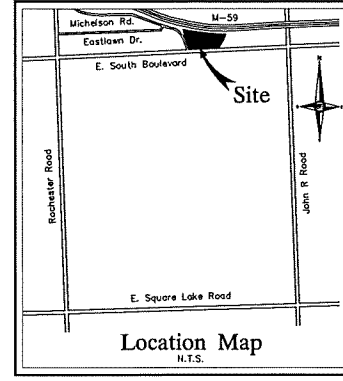 Michelson Rd.
M-59
Eastlawn Dr.
E. South Boulevard
Site
Rochester Road
John R Road
E. Square Lake Road
Location Map
N.T.S.